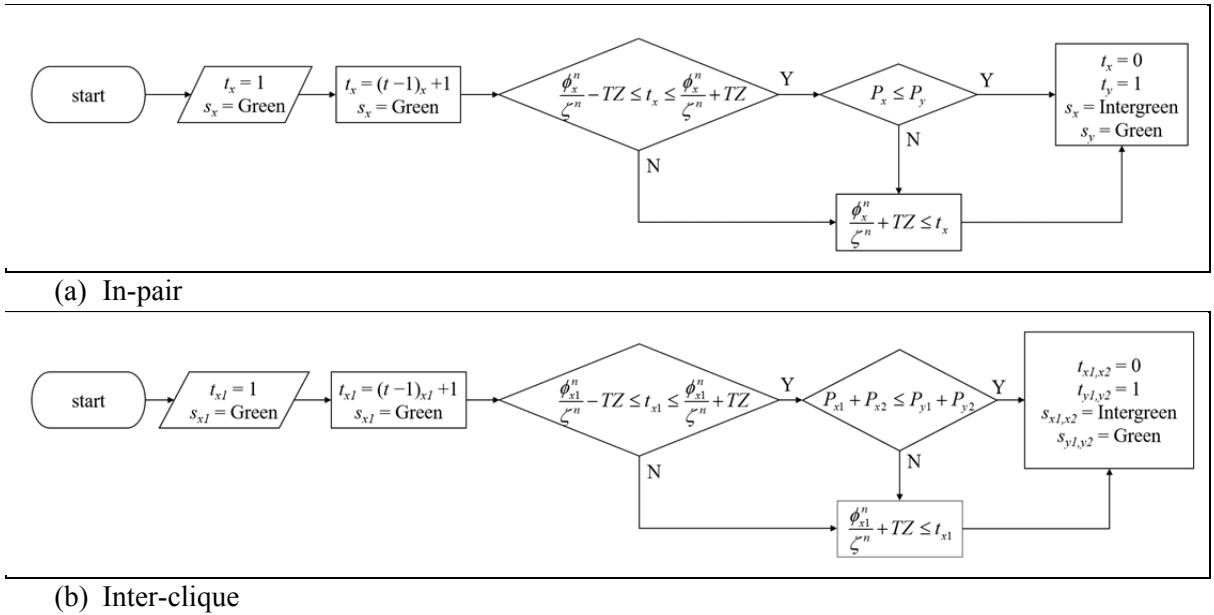 start
t_x = 1
s_x = Green
t_x = (t −1)_x +1
s_x = Green
ϕ_x^n / ζ^n − TZ ≤ t_x ≤ ϕ_x^n / ζ^n + TZ
Y
N
P_x ≤ P_y
Y
N
ϕ_x^n / ζ^n + TZ ≤ t_x
t_x = 0
t_y = 1
s_x = Intergreen
s_y = Green
(a) In-pair
start
t_x1 = 1
s_x1 = Green
t_x1 = (t −1)_x1 +1
s_x1 = Green
ϕ_x1^n / ζ^n − TZ ≤ t_x1 ≤ ϕ_x1^n / ζ^n + TZ
Y
N
P_x1 + P_x2 ≤ P_y1 + P_y2
Y
N
ϕ_x1^n / ζ^n + TZ ≤ t_x1
t_x1,x2 = 0
t_y1,y2 = 1
s_x1,x2 = Intergreen
s_y1,y2 = Green
(b) Inter-clique